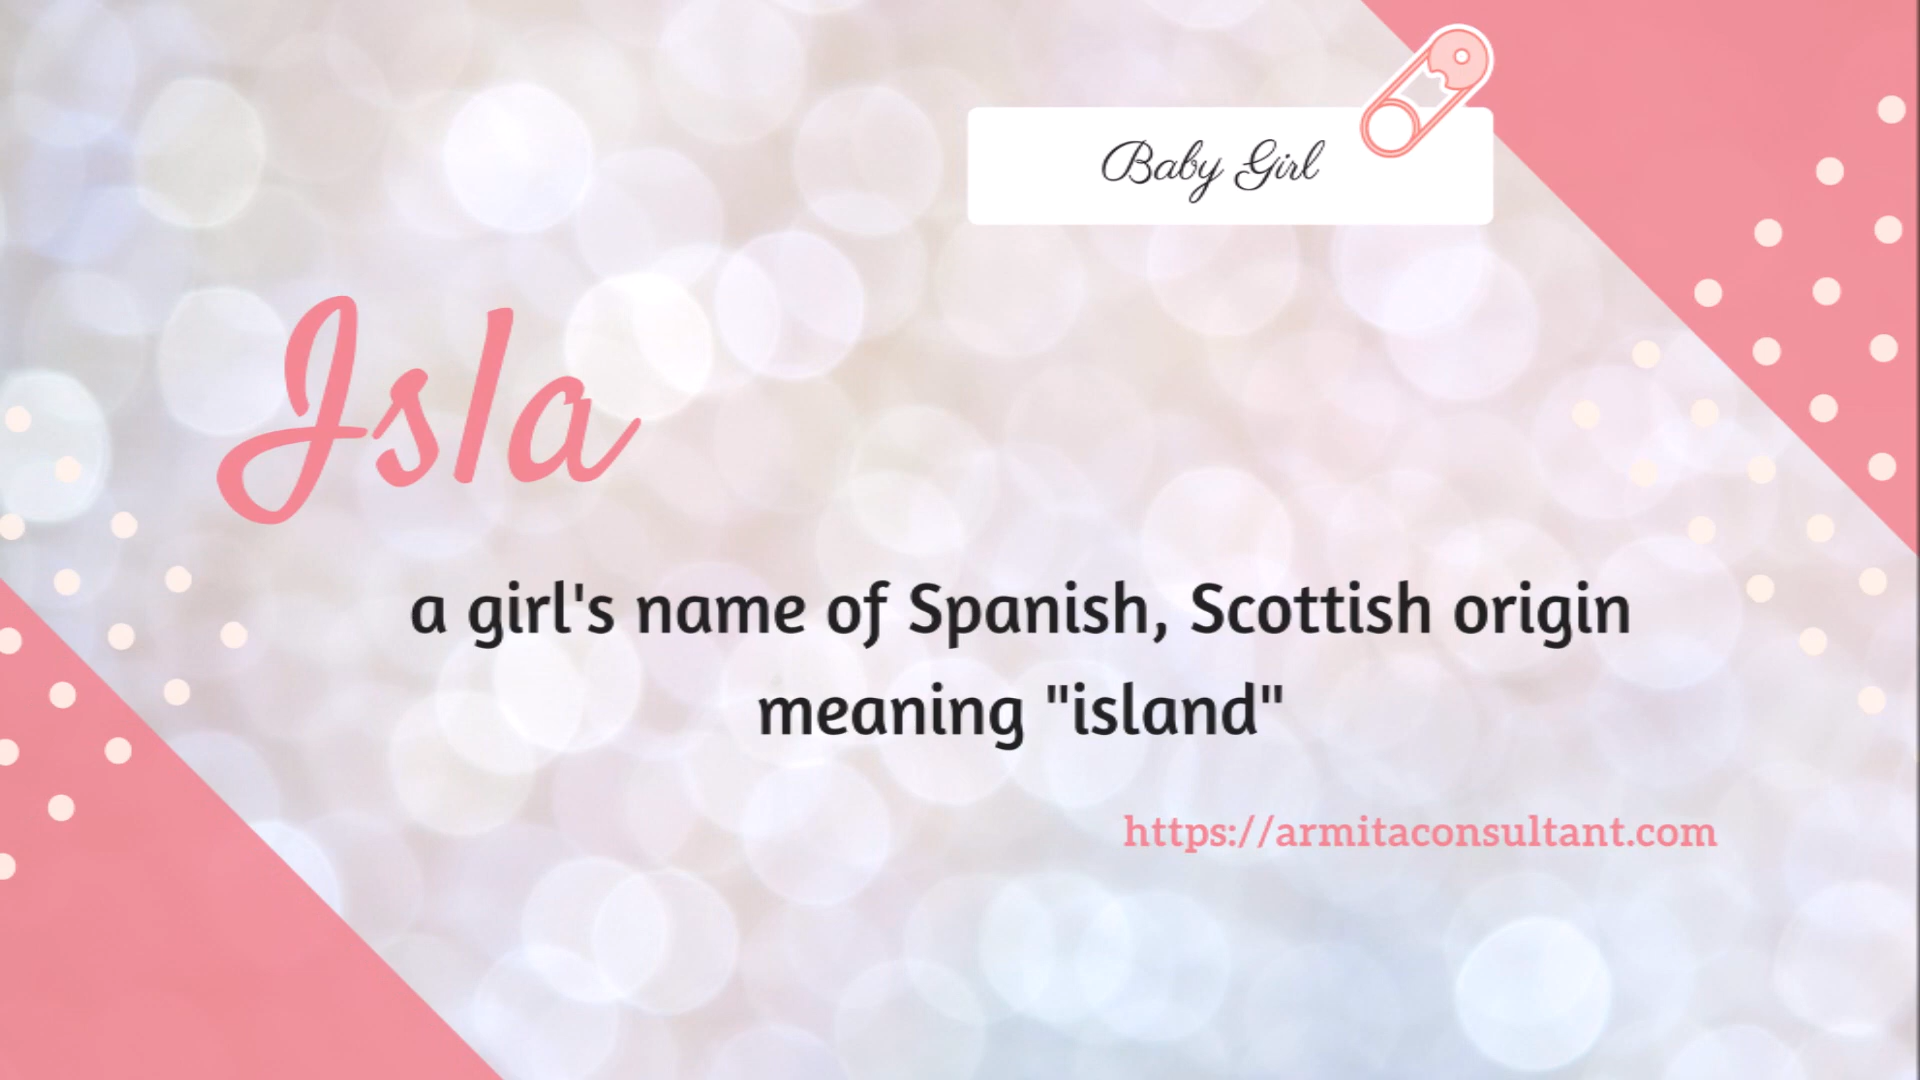 Baby Girl
Isla
a girl's name of Spanish, Scottish origin
meaning "island"
https://armitaconsultant.com